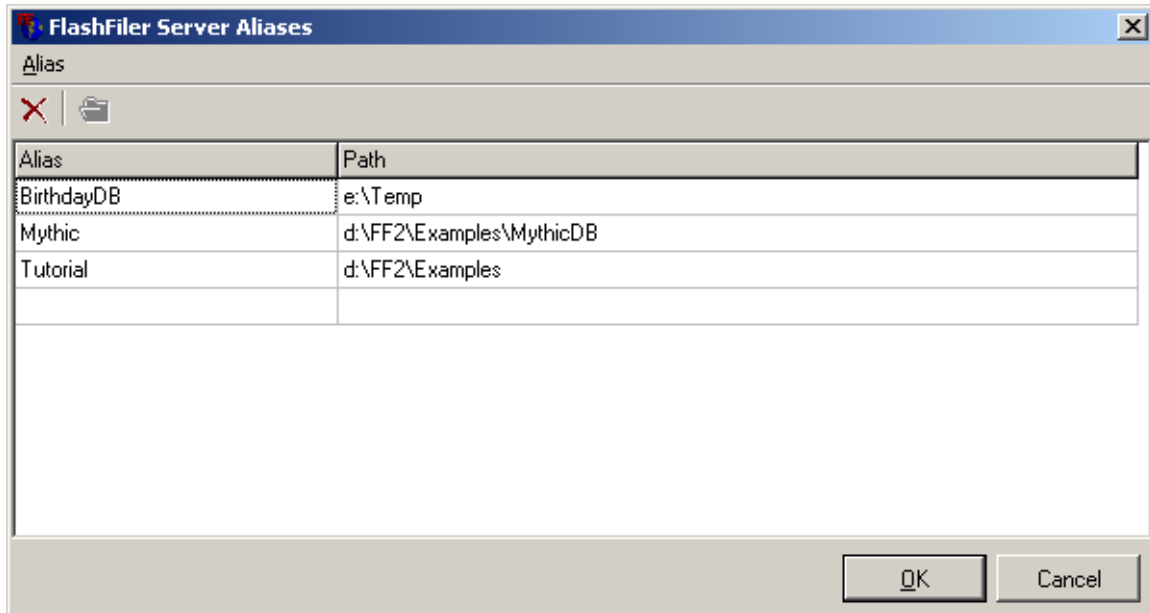 FlashFiler Server Aliases
Alias
Alias Path
BirthdayDB e:\Temp
Mythic d:\FF2\Examples\MythicDB
Tutorial d:\FF2\Examples
OK Cancel